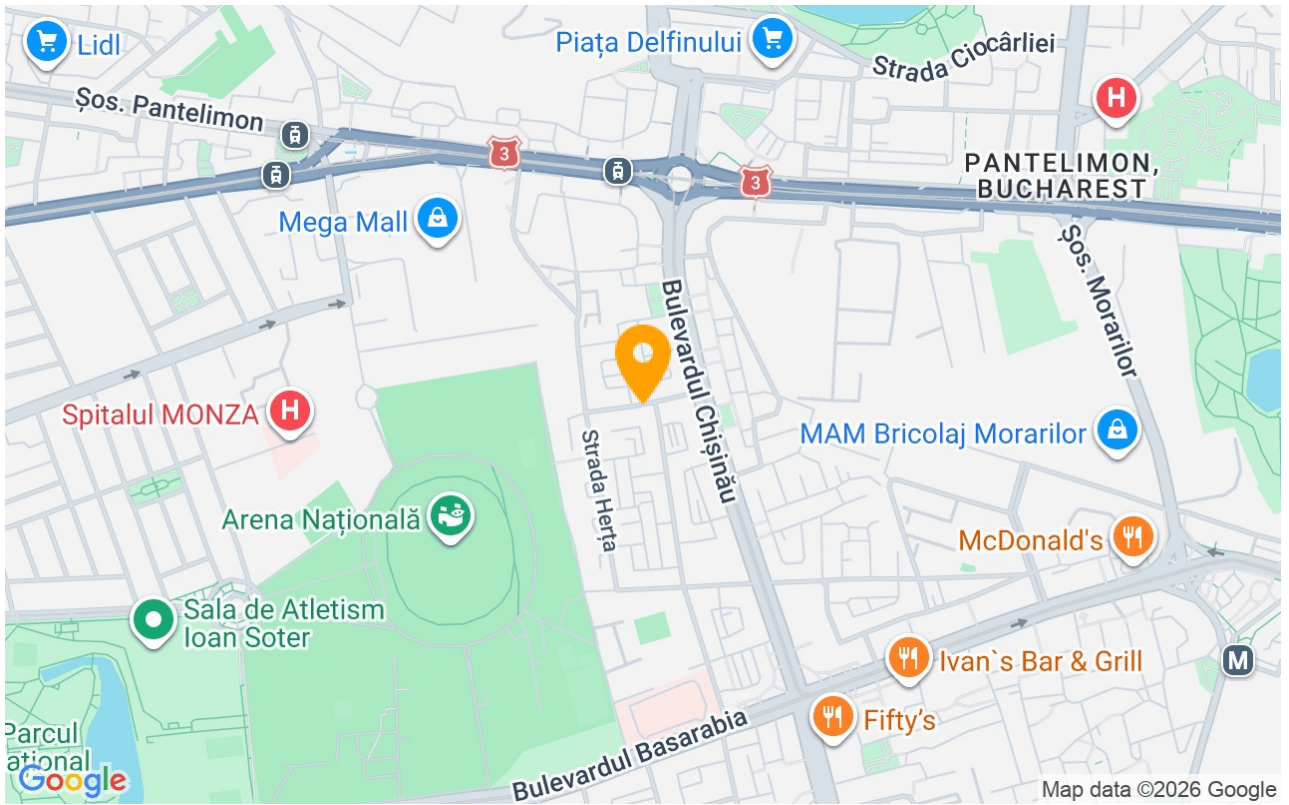 Lidl
Piața Delfinului
Strada Ciocârliei
H
Șos. Pantelimon
3
3
PANTELIMON,
BUCHAREST
Mega Mall
Șos. Morarilor
Bulevardul Chișinău
Spitalul MONZA
H
MAM Bricolaj Morarilor
Strada Herța
Arena Națională
McDonald's
Sala de Atletism
Ioan Soter
Ivan`s Bar & Grill
M
Fifty's
Parcul
ațional
Bulevardul Basarabia
Google
Map data ©2026 Google